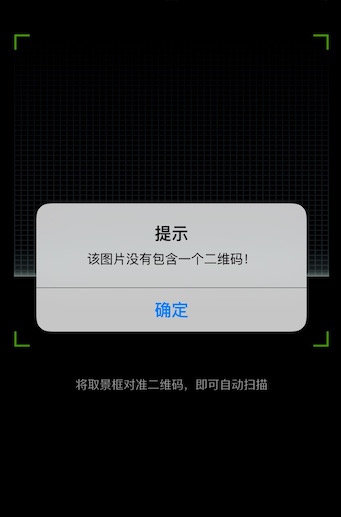 提示
该图片没有包含一个二维码！
确定
将取景框对准二维码，即可自动扫描